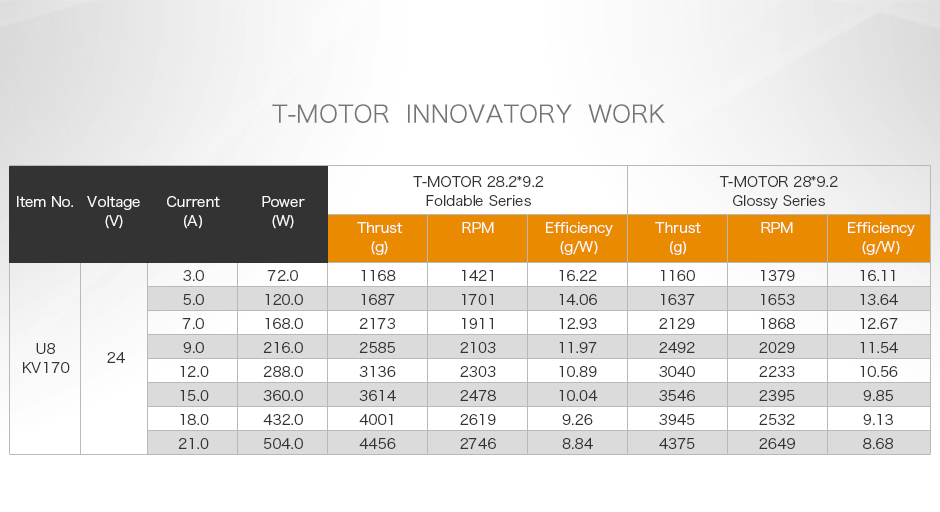 T-MOTOR INNOVATORY WORK
Item No. Voltage (V) Current (A) Power (W) T-MOTOR 28.2*9.2 Foldable Series T-MOTOR 28*9.2 Glossy Series
Thrust (g) RPM Efficiency (g/W) Thrust (g) RPM Efficiency (g/W)
U8 KV170 24
3.0 72.0 1168 1421 16.22 1160 1379 16.11
5.0 120.0 1687 1701 14.06 1637 1653 13.64
7.0 168.0 2173 1911 12.93 2129 1868 12.67
9.0 216.0 2585 2103 11.97 2492 2029 11.54
12.0 288.0 3136 2303 10.89 3040 2233 10.56
15.0 360.0 3614 2478 10.04 3546 2395 9.85
18.0 432.0 4001 2619 9.26 3945 2532 9.13
21.0 504.0 4456 2746 8.84 4375 2649 8.68